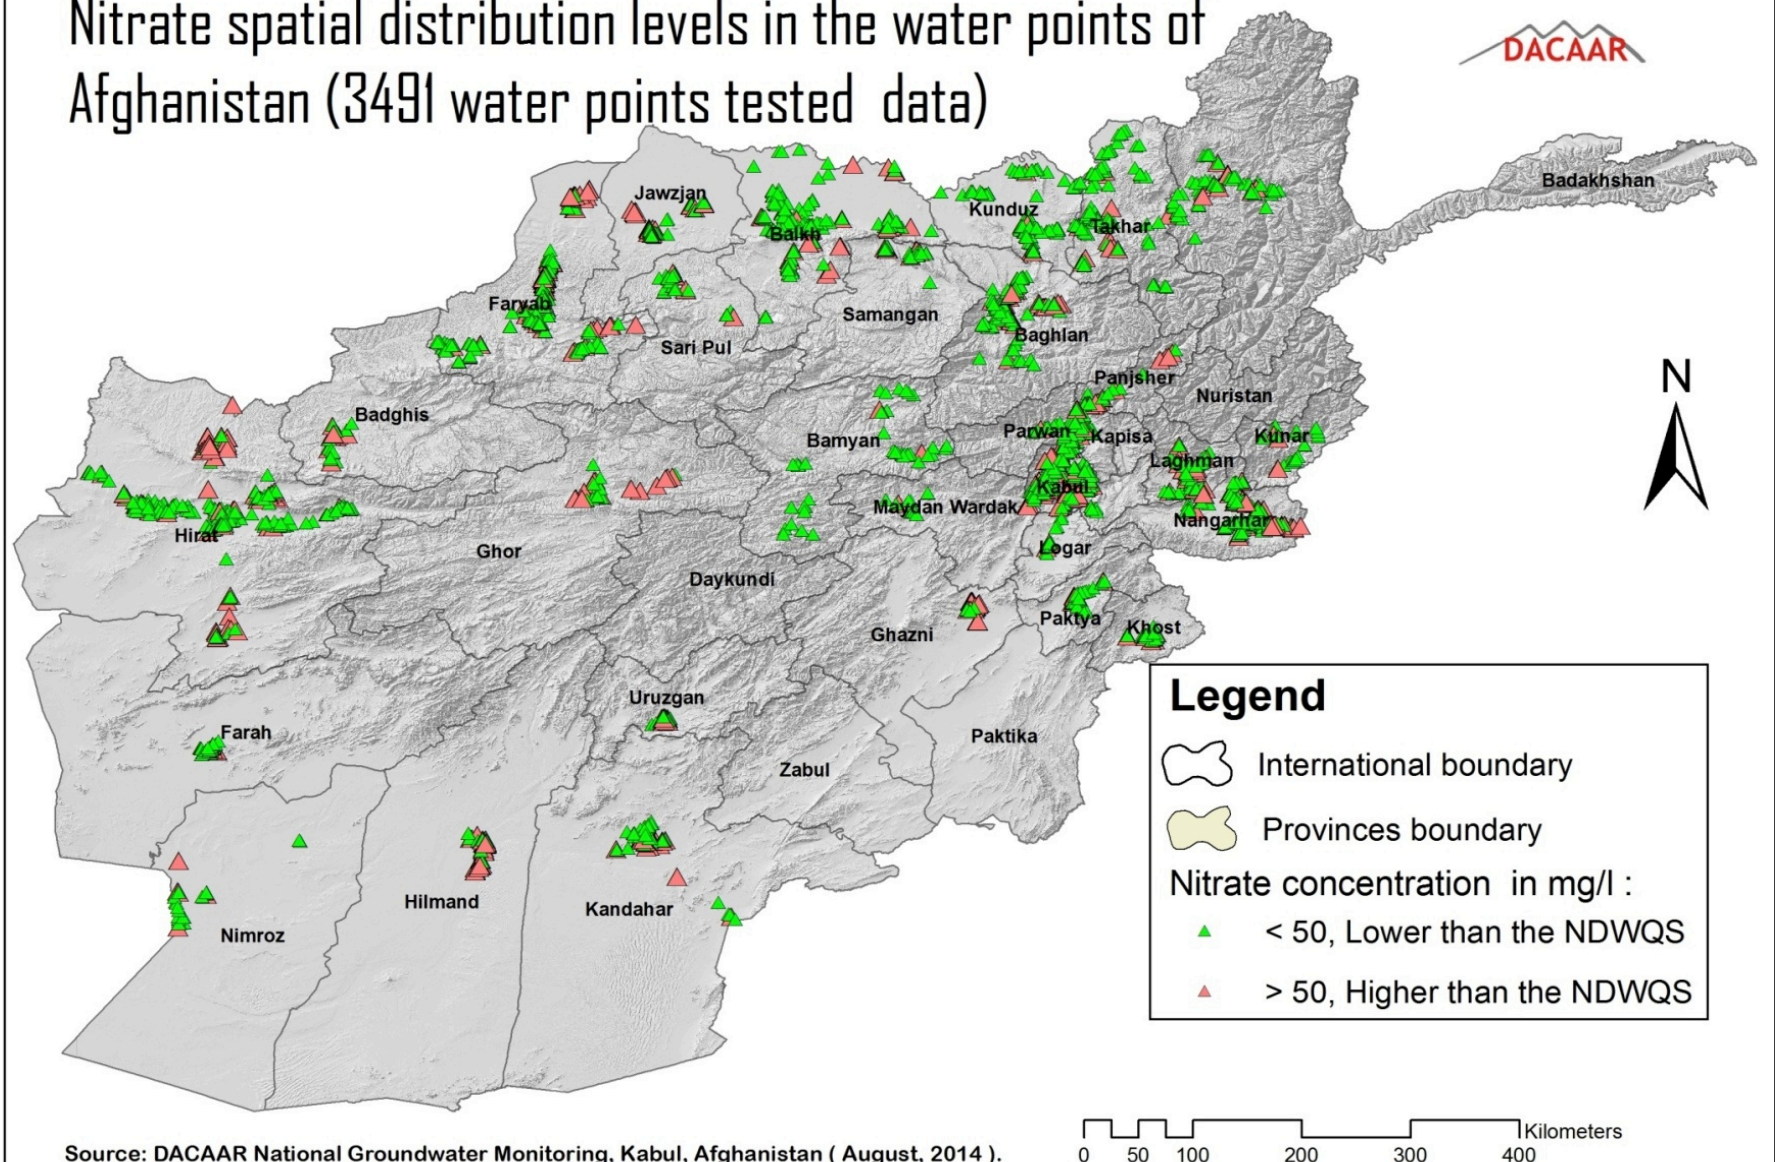 Nitrate spatial distribution levels in the water points of
Afghanistan (3491 water points tested data)
DACAAR
Badakhshan
Jawzjan
Kunduz
Takhar
Balkh
Faryab
Samangan
Baghlan
Sari Pul
Panjsher
Nuristan
Badghis
Bamyan
Parwan
Kapisa
Kunar
Laghman
Kabul
Maydan Wardak
Nangarhar
Hirat
Ghor
Logar
Daykundi
Ghazni
Paktya
Khost
Uruzgan
Farah
Paktika
Zabul
Hilmand
Kandahar
Nimroz
N
Legend
International boundary
Provinces boundary
Nitrate concentration in mg/l :
< 50, Lower than the NDWQS
> 50, Higher than the NDWQS
Kilometers
0 50 100 200 300 400
Source: DACAAR National Groundwater Monitoring, Kabul, Afghanistan ( August, 2014 ).